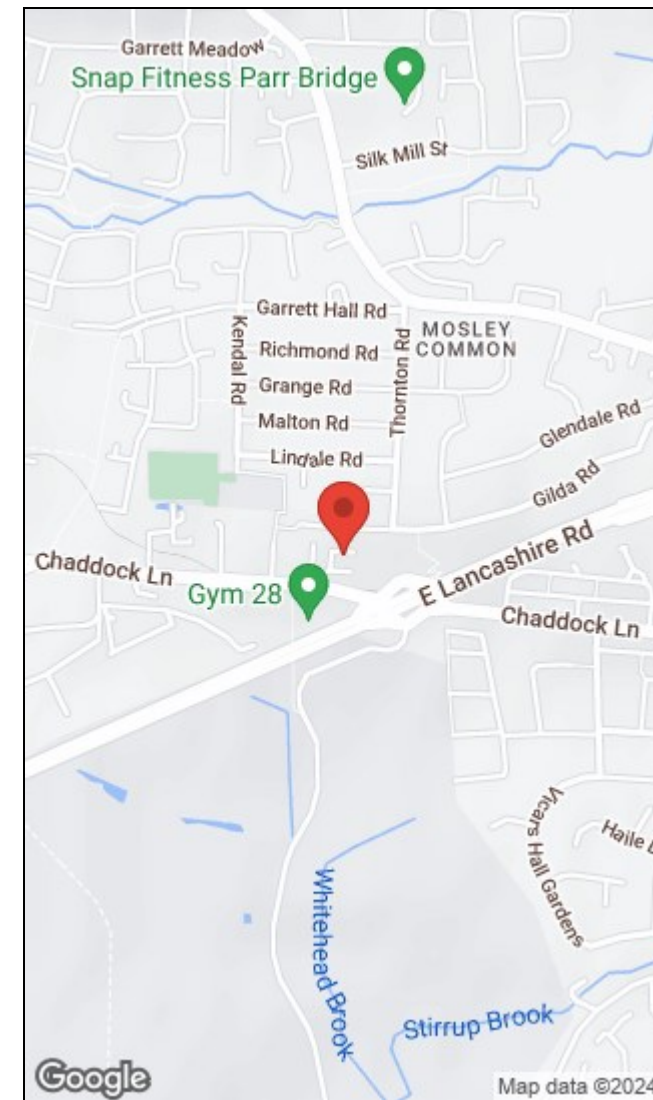 Garrett Meadow
Snap Fitness Parr Bridge
Silk Mill St
Garrett Hall Rd
MOSLEY
COMMON
Kendal Rd
Richmond Rd
Thornton Rd
Grange Rd
Malton Rd
Glendale Rd
Lindale Rd
Gilda Rd
E Lancashire Rd
Chaddock Ln
Gym 28
Chaddock Ln
Vicars Hall Gardens
Haile
Whitehead Brook
Stirrup Brook
Google
Map data ©2024